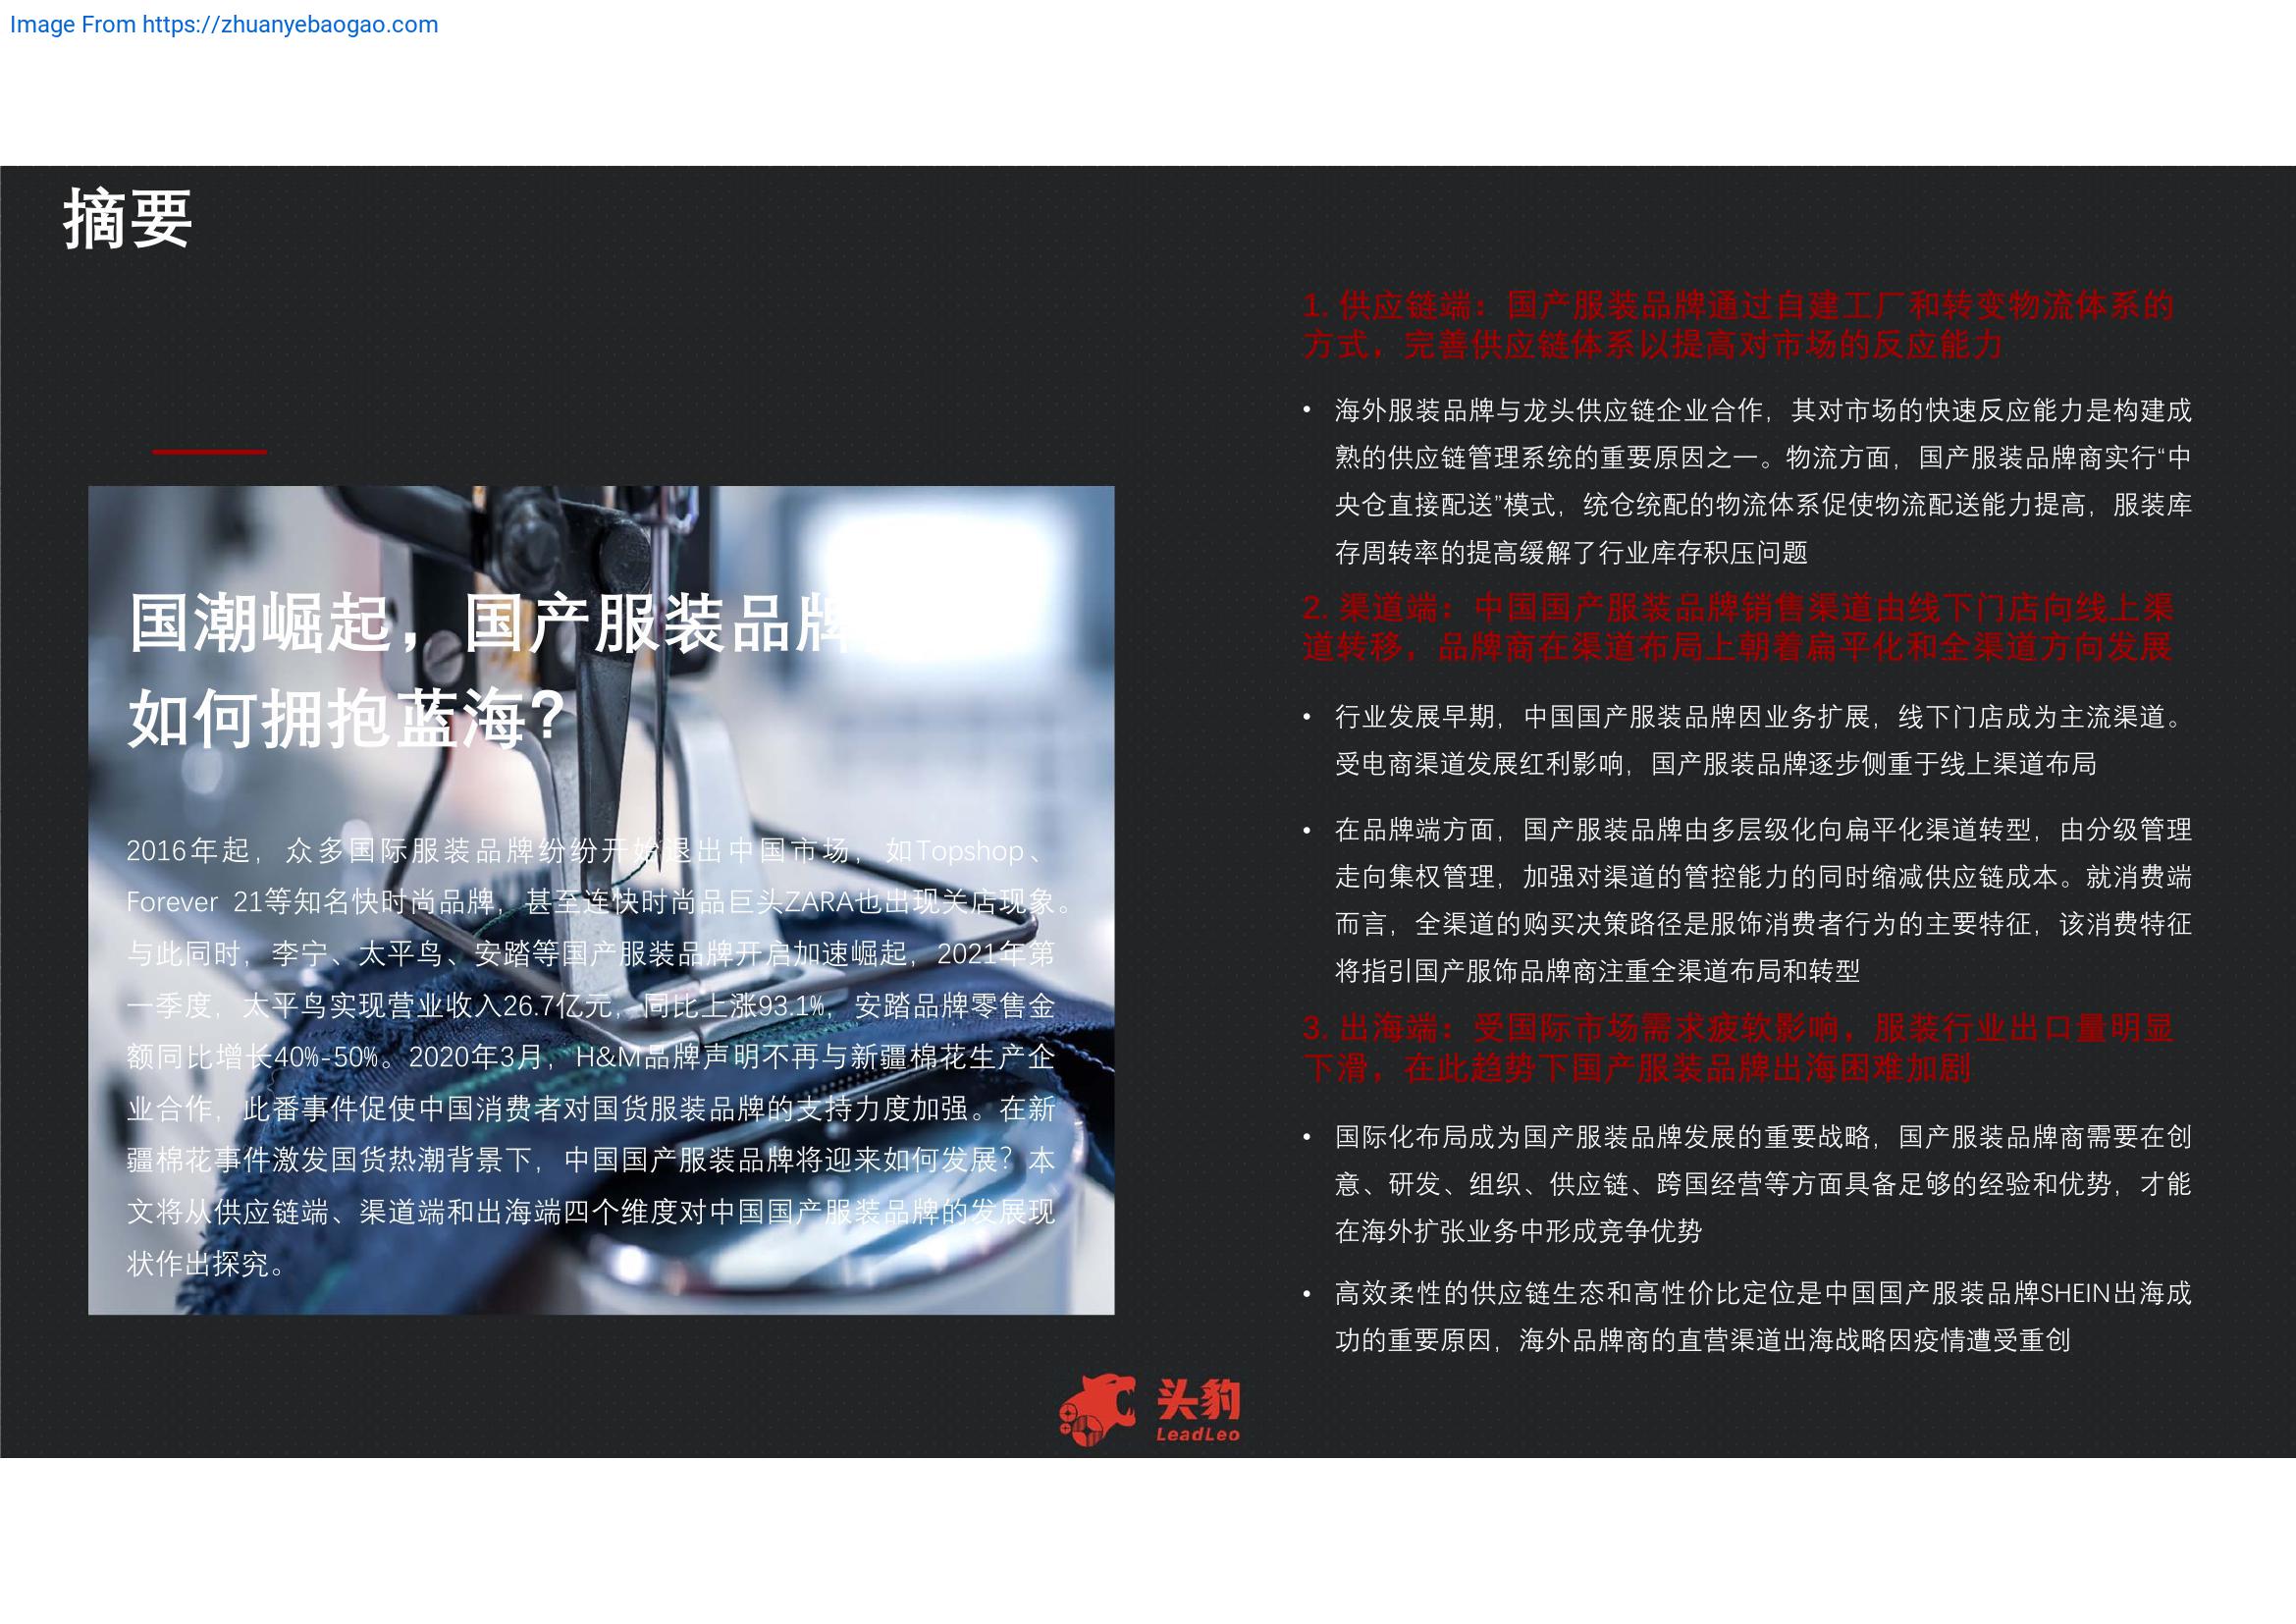 Image From https://zhuanyebaogao.com
摘要
国潮崛起，国产服装品牌
如何拥抱蓝海？
2016年起，众多国际服装品牌纷纷开始退出中国市场，如Topshop、
Forever 21等知名快时尚品牌，甚至连快时尚品巨头ZARA也出现关店现象。
与此同时，李宁、太平鸟、安踏等国产服装品牌开启加速崛起，2021年第
一季度，太平鸟实现营业收入26.7亿元，同比上涨93.1%，安踏品牌零售金
额同比增长40%-50%。2020年3月，H&M品牌声明不再与新疆棉花生产企
业合作，此番事件促使中国消费者对国货服装品牌的支持力度加强。在新
疆棉花事件激发国货热潮背景下，中国国产服装品牌将迎来如何发展？本
文将从供应链端、渠道端和出海端四个维度对中国国产服装品牌的发展现
状作出探究。
1. 供应链端：国产服装品牌通过自建工厂和转变物流体系的
方式，完善供应链体系以提高对市场的反应能力
• 海外服装品牌与龙头供应链企业合作，其对市场的快速反应能力是构建成
熟的供应链管理系统的重要原因之一。物流方面，国产服装品牌商实行“中
央仓直接配送”模式，统仓统配的物流体系促使物流配送能力提高，服装库
存周转率的提高缓解了行业库存积压问题
2. 渠道端：中国国产服装品牌销售渠道由线下门店向线上渠
道转移，品牌商在渠道布局上朝着扁平化和全渠道方向发展
• 行业发展早期，中国国产服装品牌因业务扩展，线下门店成为主流渠道。
受电商渠道发展红利影响，国产服装品牌逐步侧重于线上渠道布局
• 在品牌端方面，国产服装品牌由多层级化向扁平化渠道转型，由分级管理
走向集权管理，加强对渠道的管控能力的同时缩减供应链成本。就消费端
而言，全渠道的购买决策路径是服饰消费者行为的主要特征，该消费特征
将指引国产服饰品牌商注重全渠道布局和转型
3. 出海端：受国际市场需求疲软影响，服装行业出口量明显
下滑，在此趋势下国产服装品牌出海困难加剧
• 国际化布局成为国产服装品牌发展的重要战略，国产服装品牌商需要在创
意、研发、组织、供应链、跨国经营等方面具备足够的经验和优势，才能
在海外扩张业务中形成竞争优势
• 高效柔性的供应链生态和高性价比定位是中国国产服装品牌SHEIN出海成
功的重要原因，海外品牌商的直营渠道出海战略因疫情遭受重创
头豹
LeadLeo